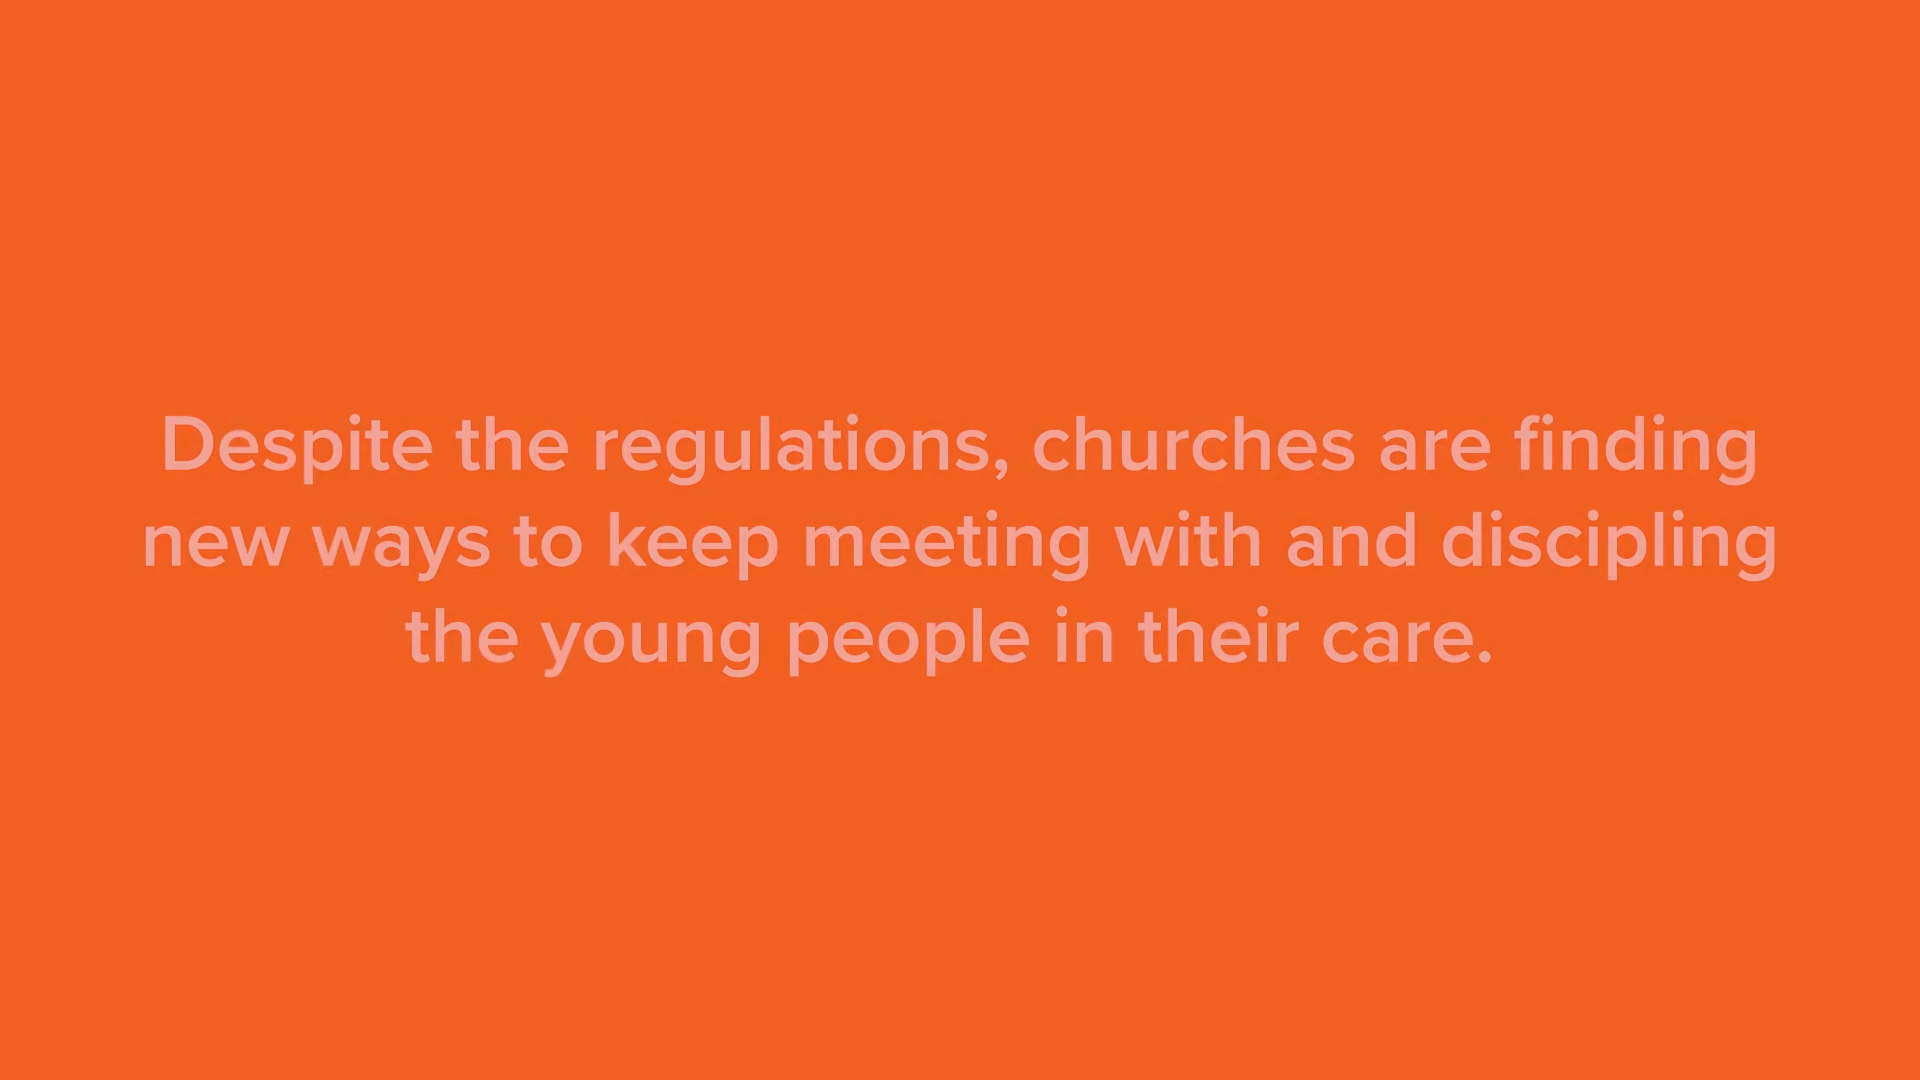 Despite the regulations, churches are finding
new ways to keep meeting with and discipling
the young people in their care.